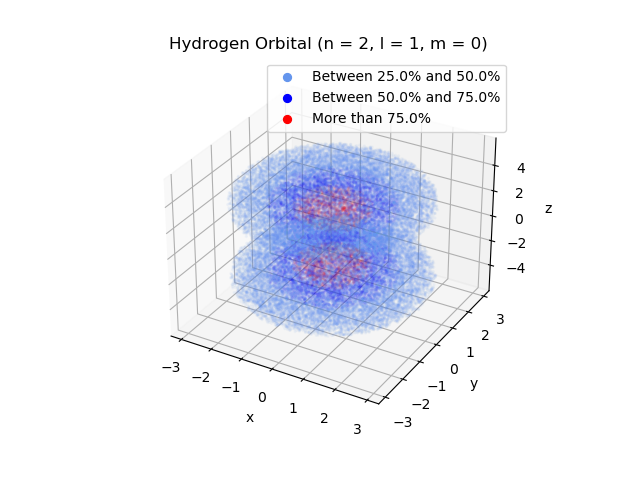 Hydrogen Orbital (n = 2, l = 1, m = 0)
Between 25.0% and 50.0%
Between 50.0% and 75.0%
More than 75.0%
4
2
0
−2
−4
z
3
2
1
0
−1
−2
−3
y
−3
−2
−1
0
1
2
3
x